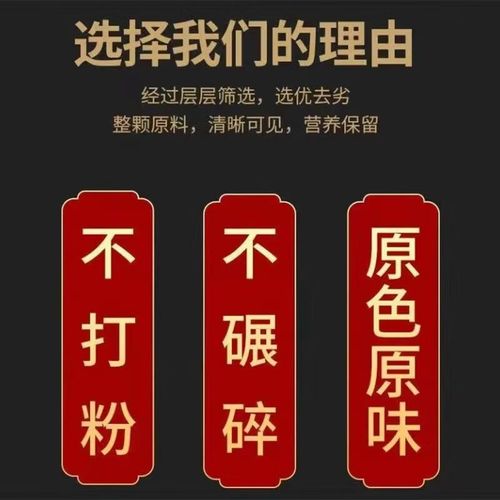 选择我们的理由
经过层层筛选，选优去劣
整颗原料，清晰可见，营养保留
不打粉
不碾碎
原色原味